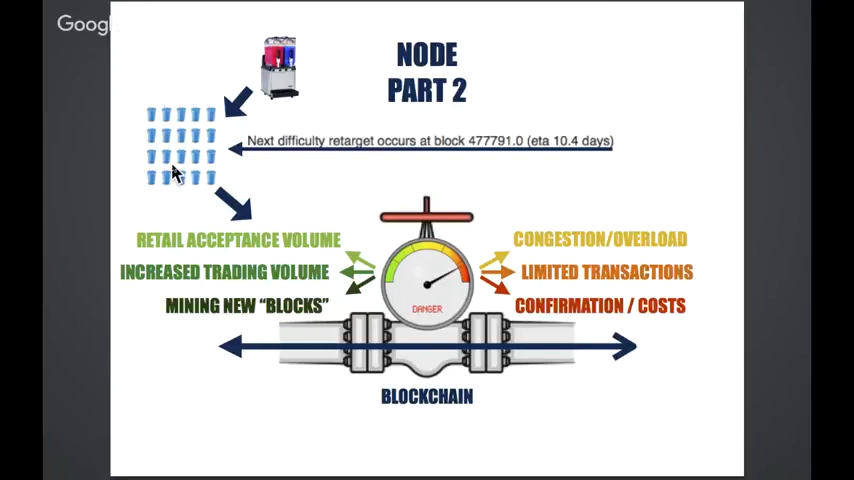 Google
NODE
PART 2
Next difficulty retarget occurs at block 477791.0 (eta 10.4 days)
RETAIL ACCEPTANCE VOLUME
INCREASED TRADING VOLUME
MINING NEW “BLOCKS”
CONGESTION/OVERLOAD
LIMITED TRANSACTIONS
CONFIRMATION / COSTS
DANGER
BLOCKCHAIN